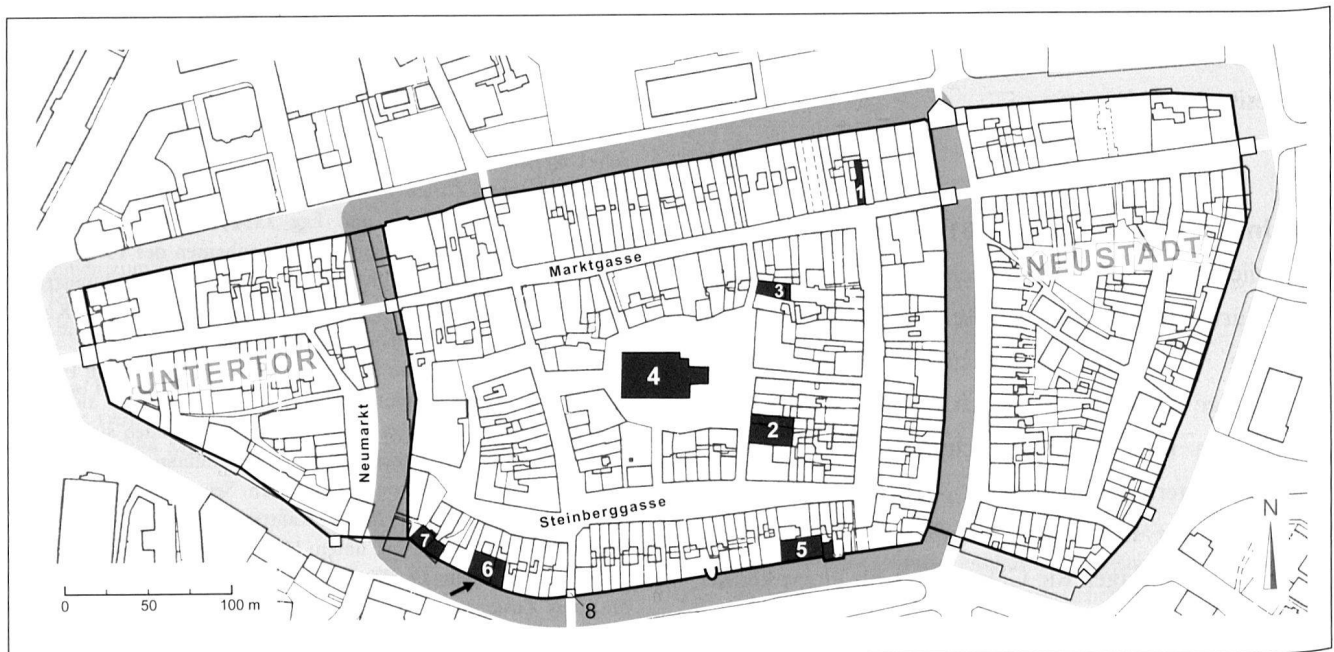 1
Marktgasse
NEUSTADT
3
UNTERTOR
4
Neumarkt
2
Steinberggasse
7
5
6
8
0 50 100 m
N